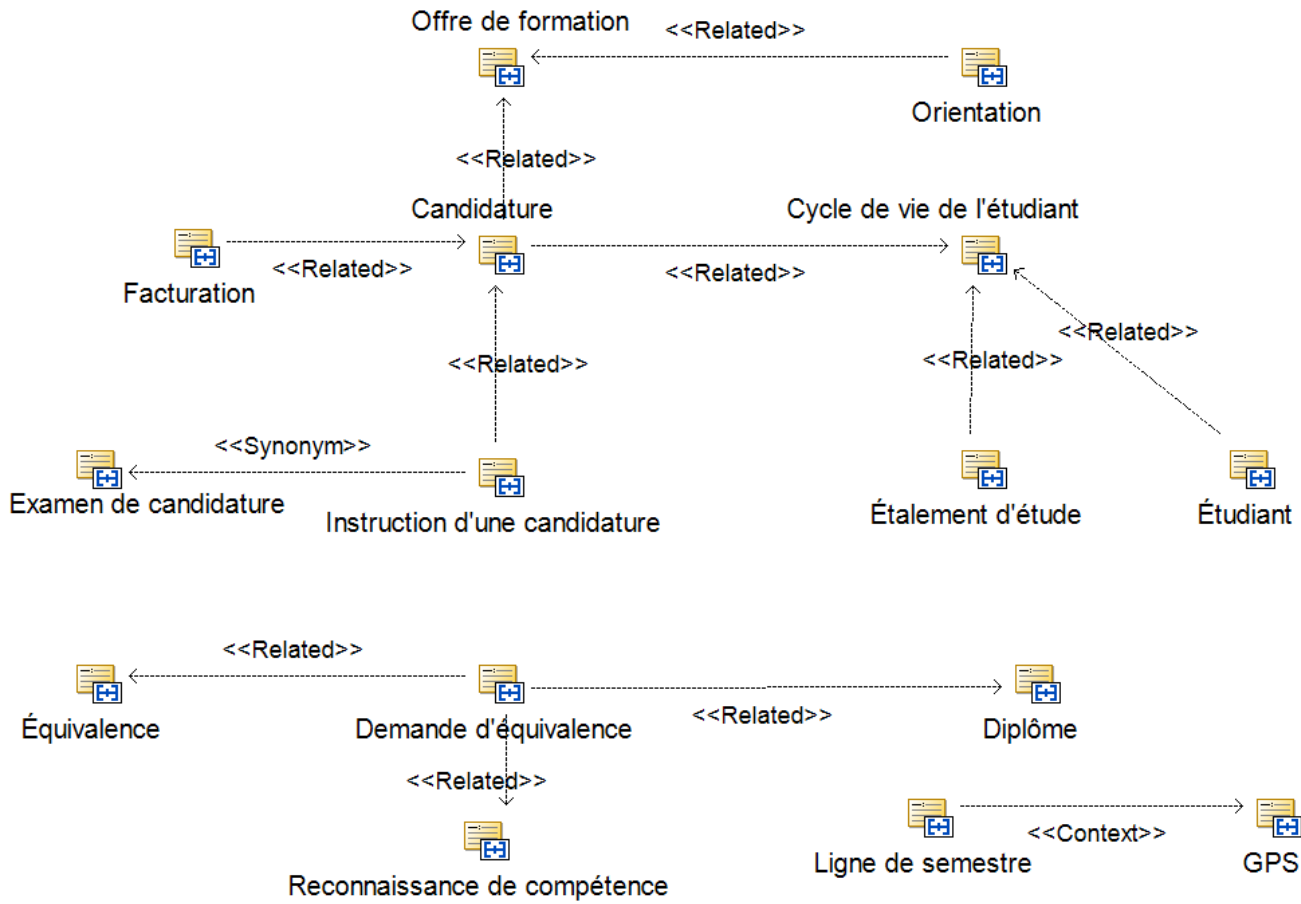 Offre de formation
<<Related>>
Orientation
<<Related>>
Candidature
Cycle de vie de l'étudiant
<<Related>>
<<Related>>
Facturation
<<Related>>
<<Related>>
<<Related>>
<<Synonym>>
Examen de candidature
Instruction d'une candidature
Étalement d'étude
Étudiant
<<Related>>
Équivalence
Demande d'équivalence
<<Related>>
Diplôme
<<Related>>
<<Context>>
Ligne de semestre
GPS
Reconnaissance de compétence